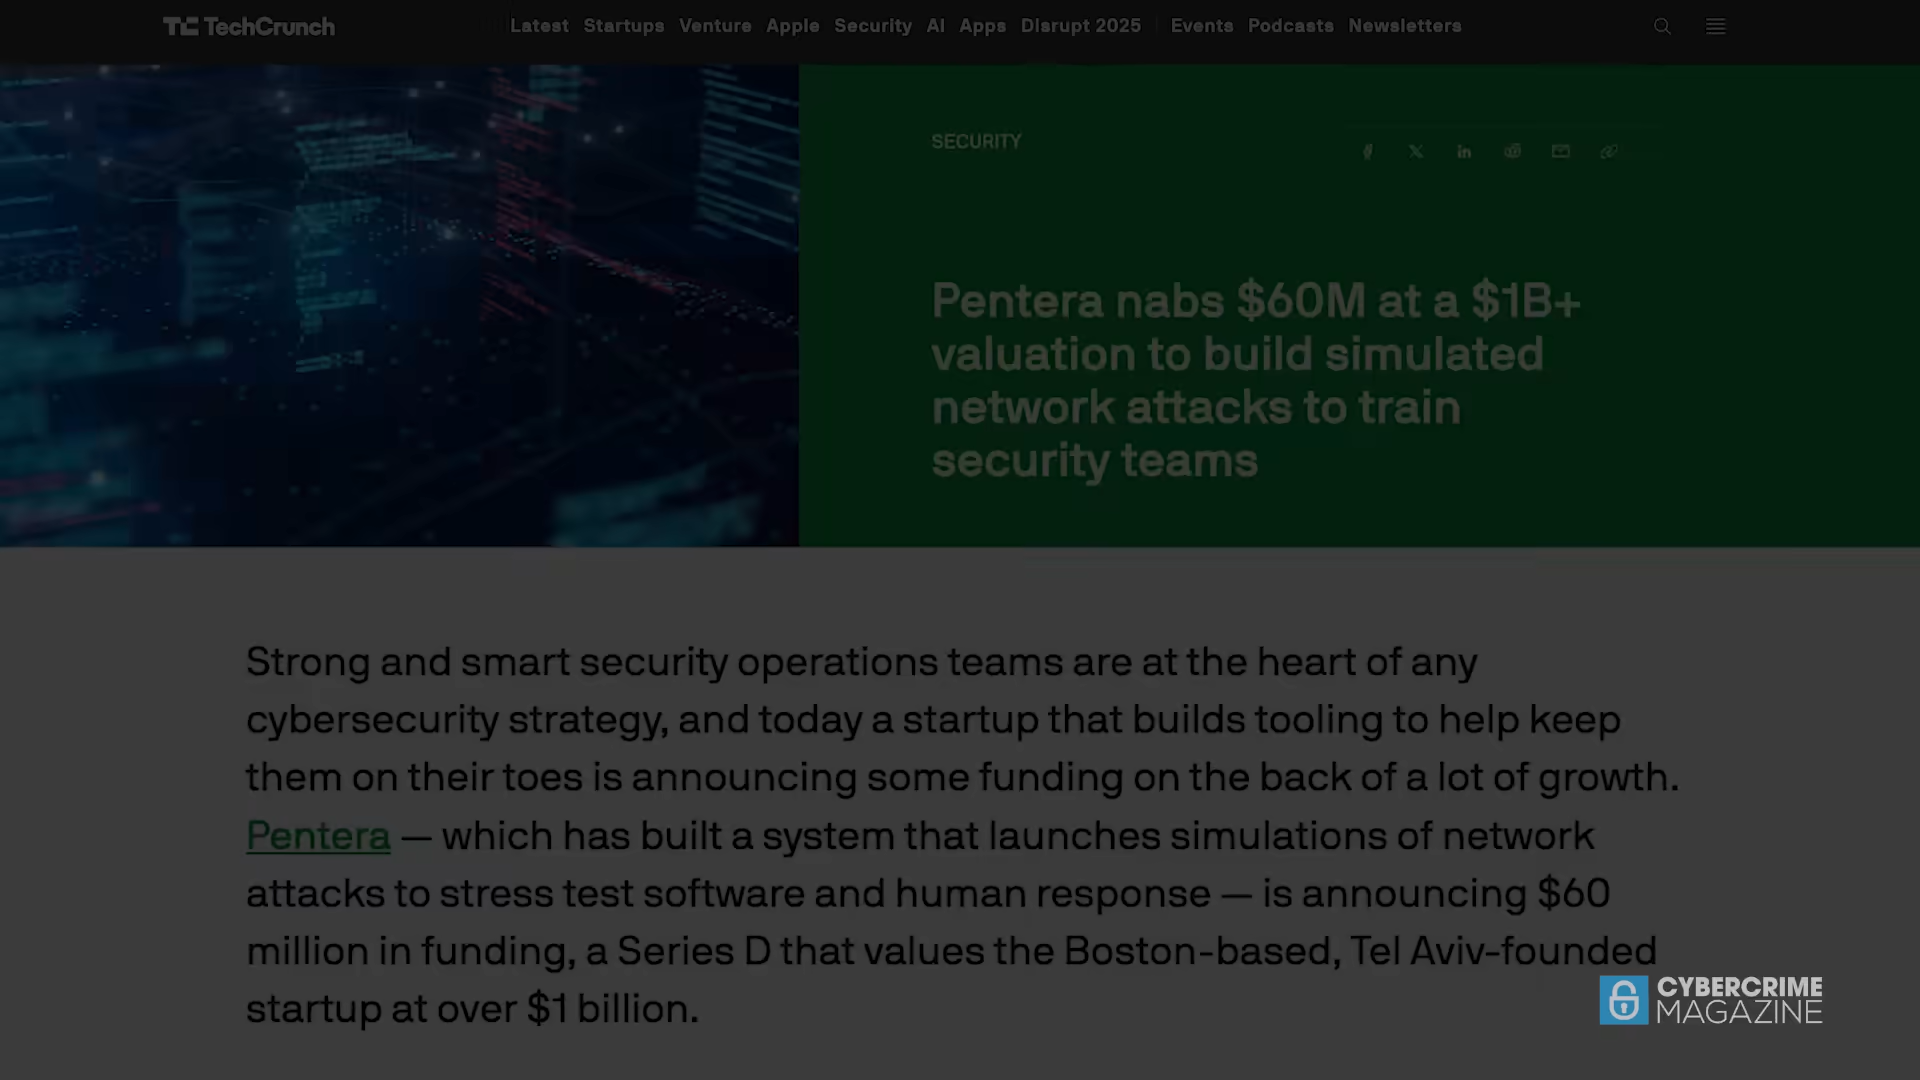 TechCrunch
Latest Startups Venture Apple Security AI Apps Disrupt 2025 Events Podcasts Newsletters
SECURITY
Pentera nabs $60M at a $1B+
valuation to build simulated
network attacks to train
security teams
Strong and smart security operations teams are at the heart of any
cybersecurity strategy, and today a startup that builds tooling to help keep
them on their toes is announcing some funding on the back of a lot of growth.
Pentera — which has built a system that launches simulations of network
attacks to stress test software and human response — is announcing $60
million in funding, a Series D that values the Boston-based, Tel Aviv-founded
startup at over $1 billion.
CYBERCRIME
MAGAZINE